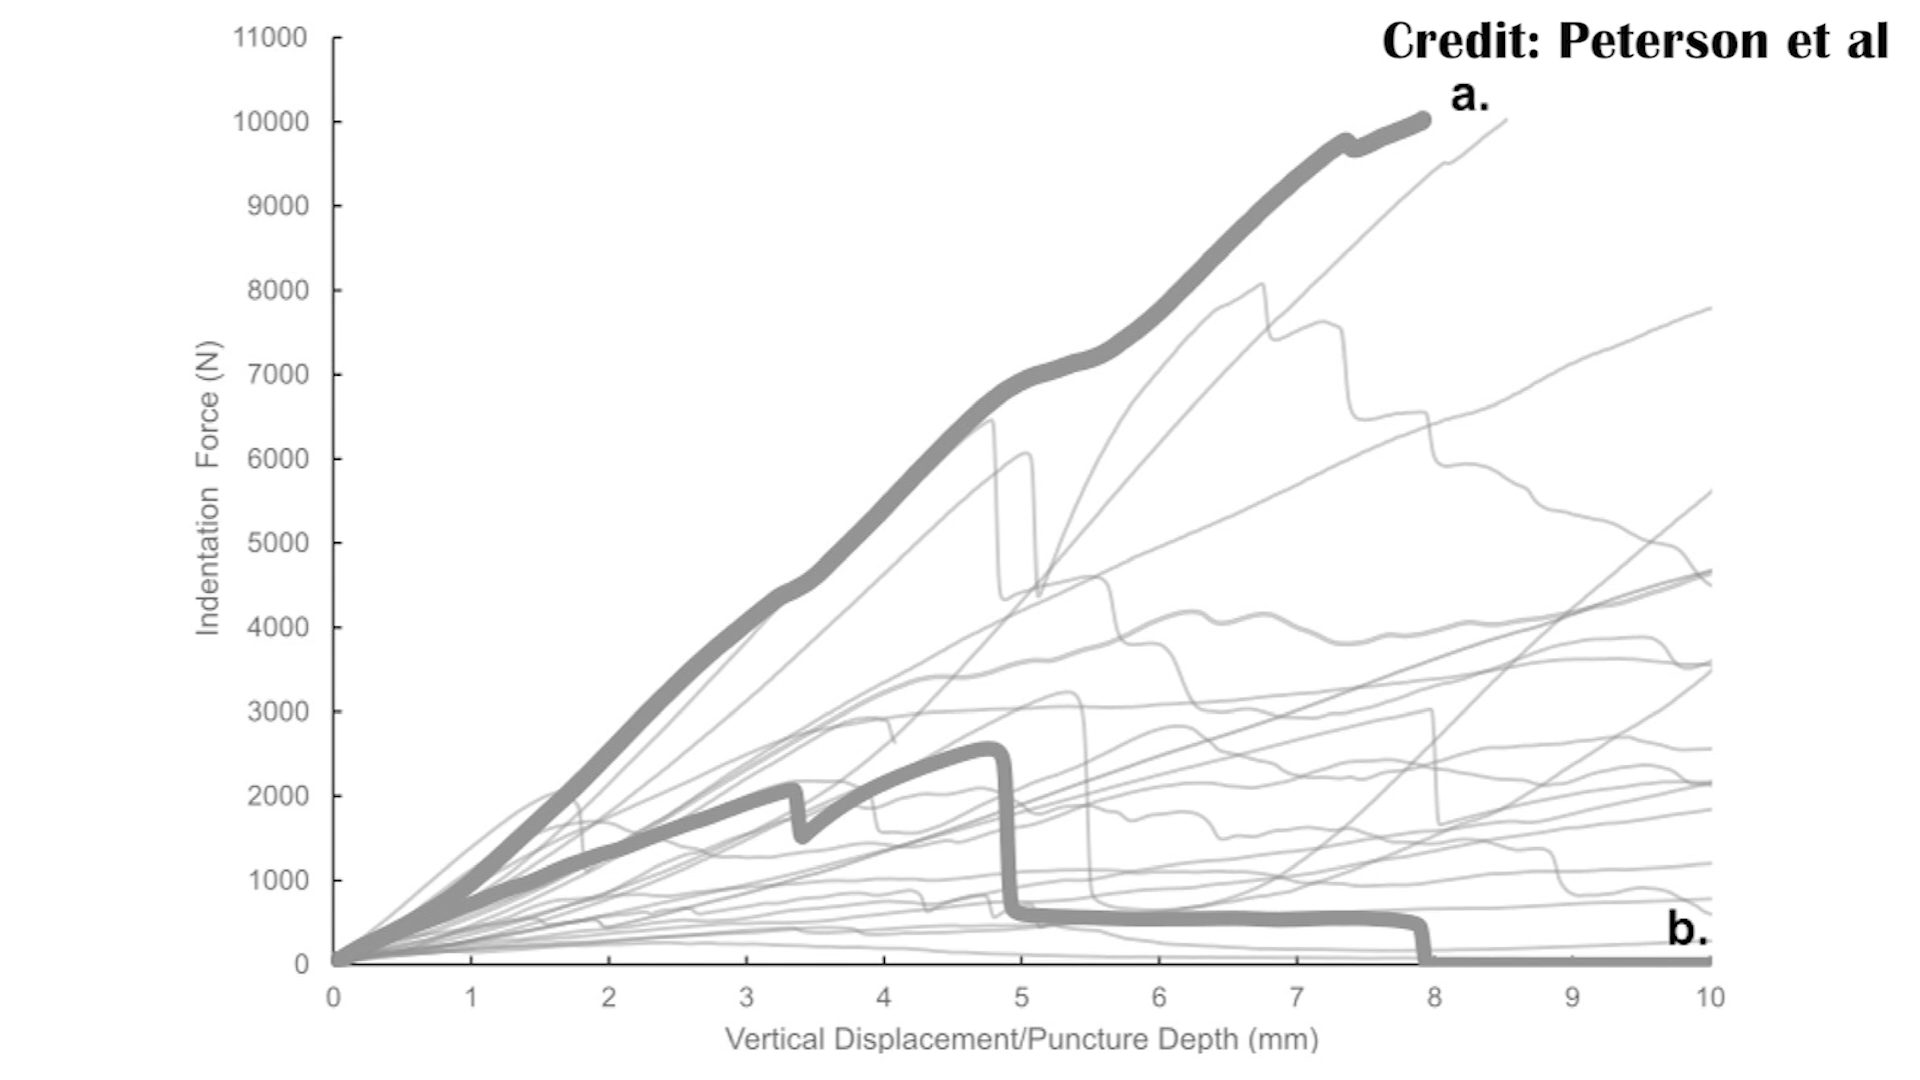 Credit: Peterson et al
a.
11000
10000
9000
8000
7000
6000
5000
4000
3000
2000
1000
0
Indentation Force (N)
b.
0 1 2 3 4 5 6 7 8 9 10
Vertical Displacement/Puncture Depth (mm)